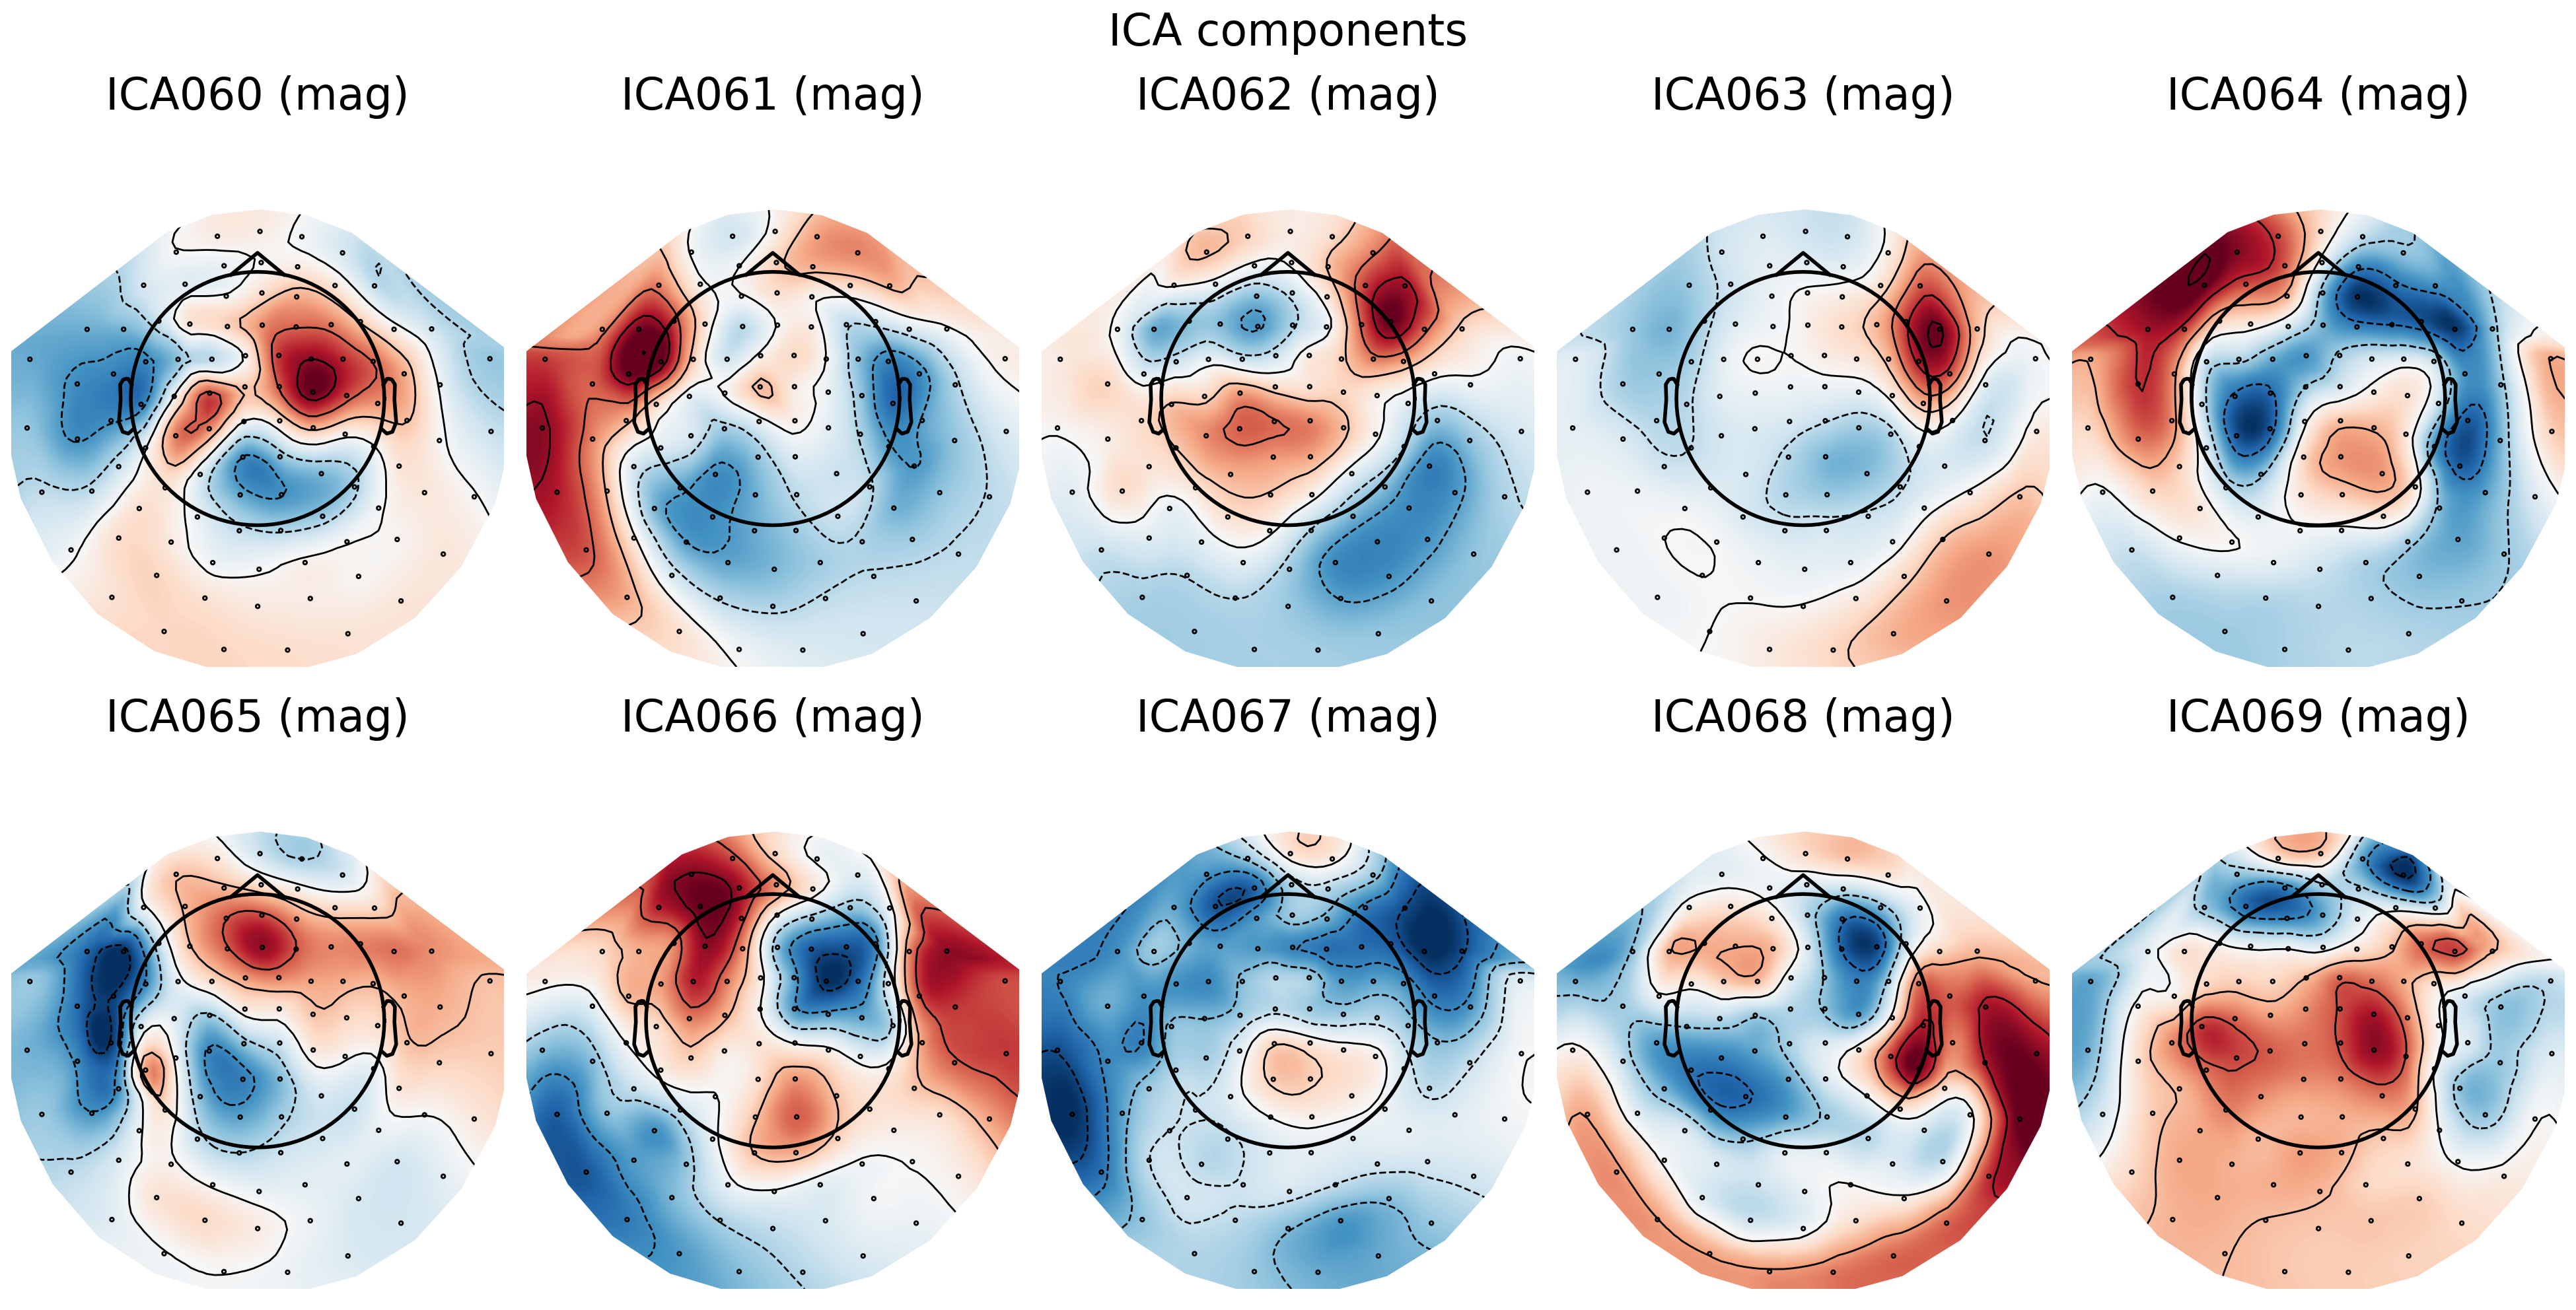 ICA components
ICA060 (mag) ICA061 (mag) ICA062 (mag) ICA063 (mag) ICA064 (mag)
ICA065 (mag) ICA066 (mag) ICA067 (mag) ICA068 (mag) ICA069 (mag)